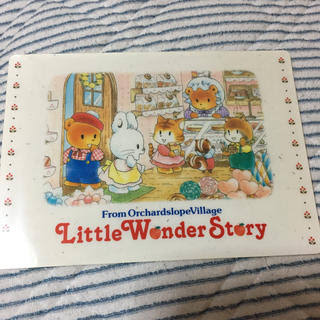 From OrchardslopeVillage
Little Wonder Story